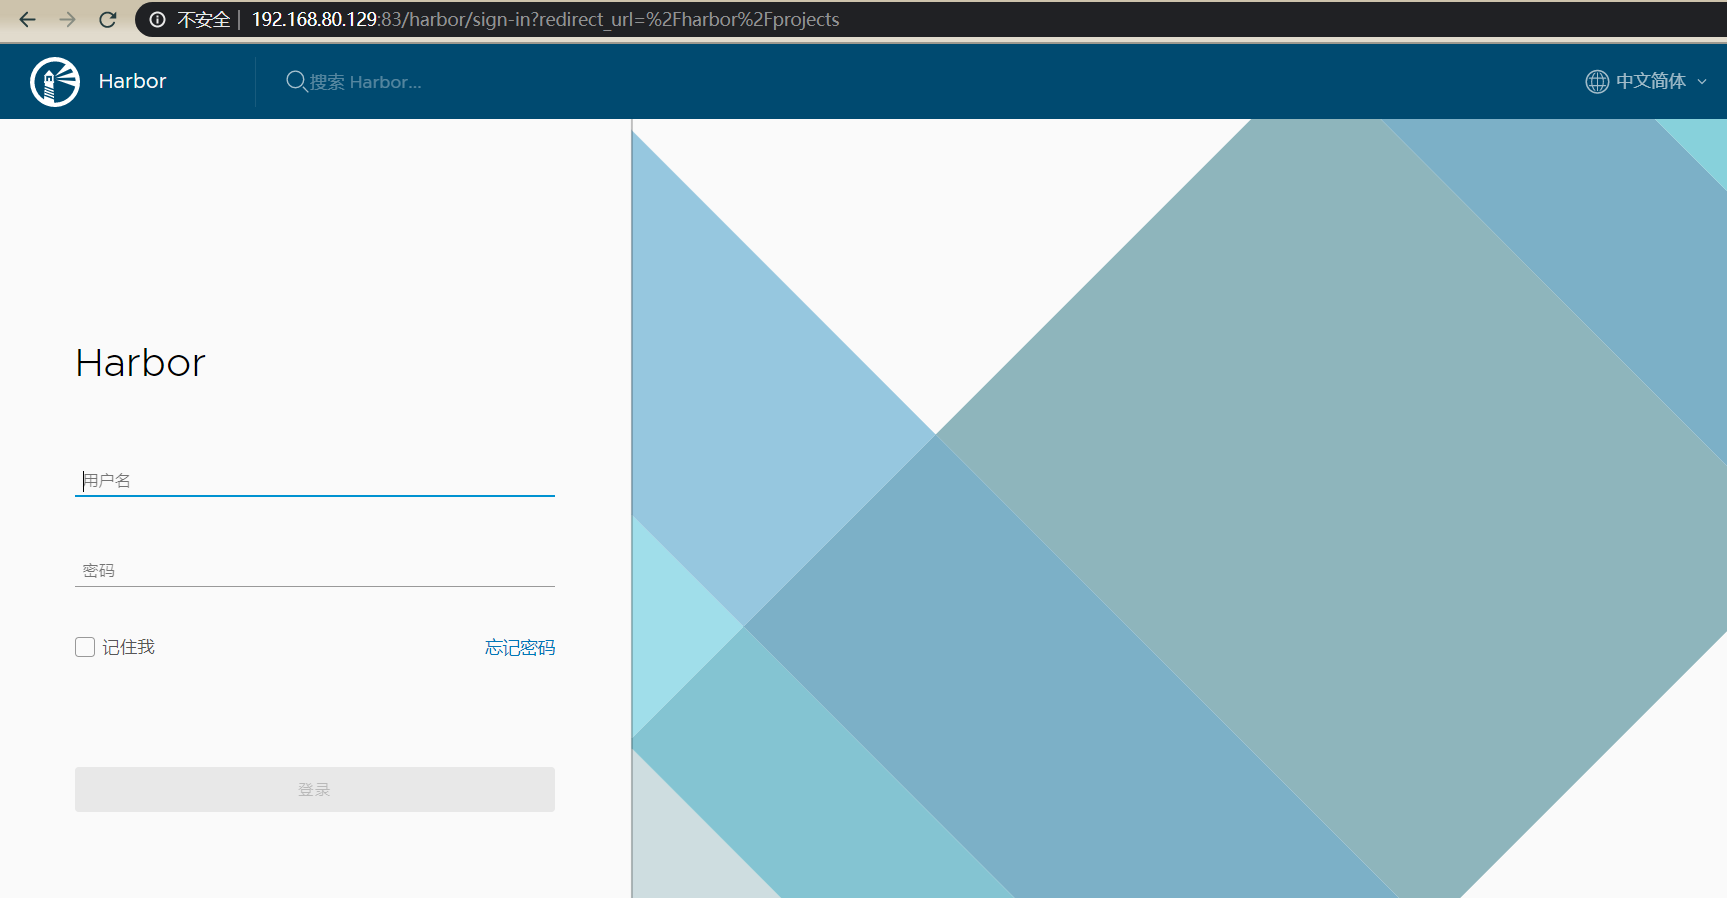 不安全 | 192.168.80.129:83/harbor/sign-in?redirect_url=%2Fharbor%2Fprojects
Harbor 搜索 Harbor... 中文简体
Harbor
用户名
密码
记住我 忘记密码
登录